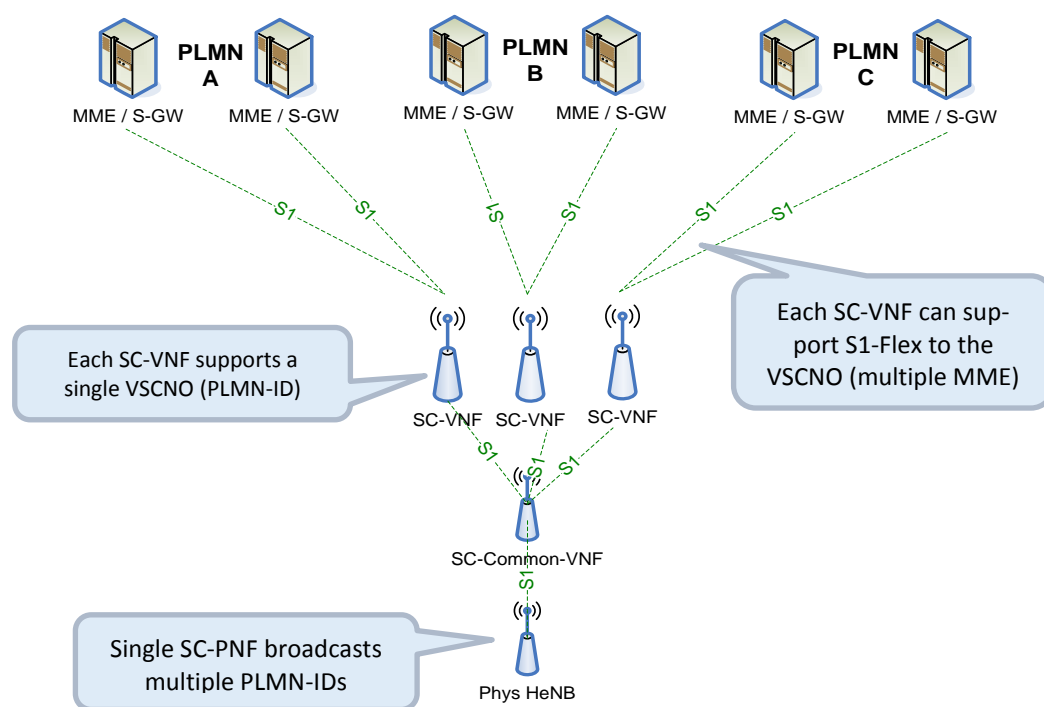 PLMN
A
PLMN
B
PLMN
C
MME / S-GW
MME / S-GW
MME / S-GW
MME / S-GW
MME / S-GW
MME / S-GW
S1
S1
S1
S1
S1
S1
Each SC-VNF supports a
single VSCNO (PLMN-ID)
Each SC-VNF can sup-
port S1-Flex to the
VSCNO (multiple MME)
SC-VNF
SC-VNF
SC-VNF
S1
S1
S1
SC-Common-VNF
S1
Single SC-PNF broadcasts
multiple PLMN-IDs
Phys HeNB